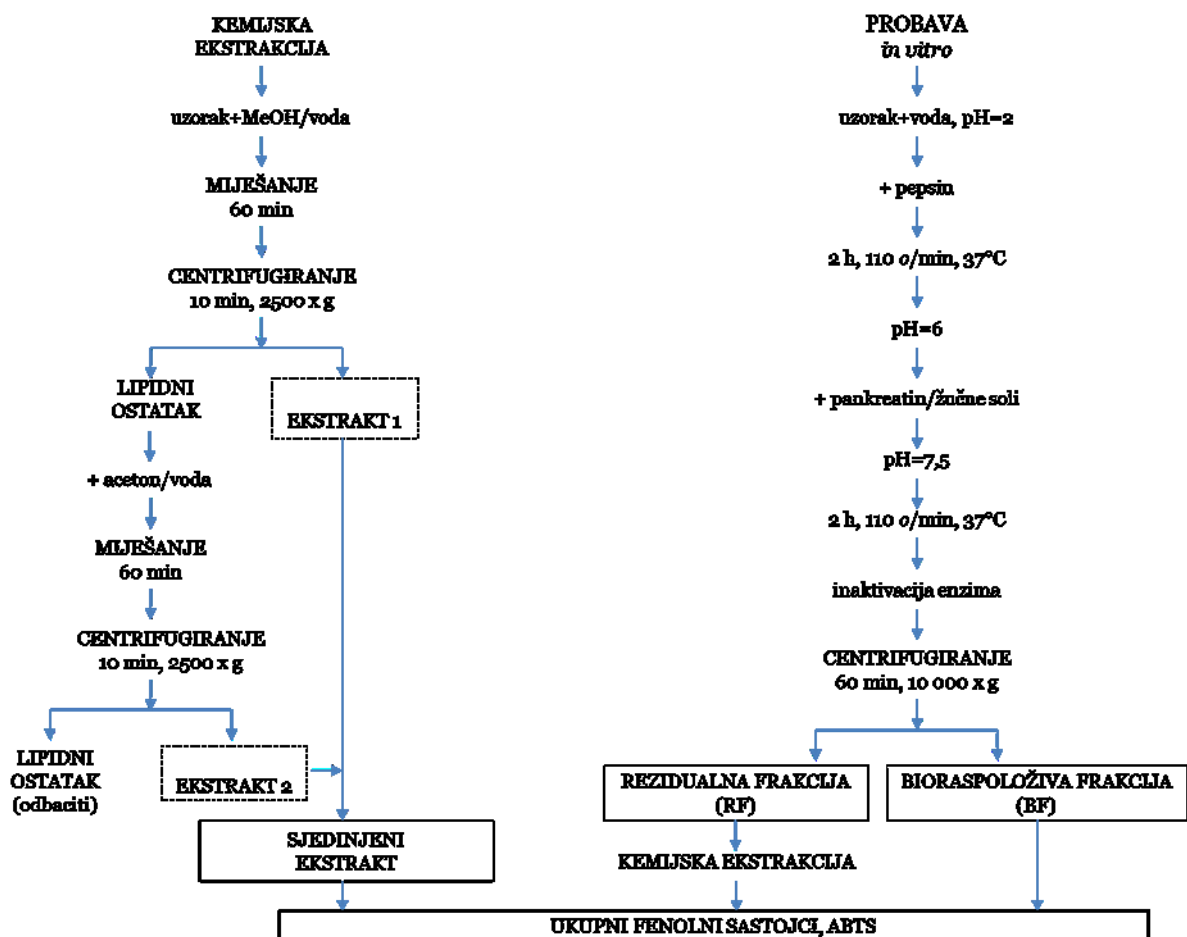 KEMIJSKA
EKSTRAKCIJA
uzorak+MeOH/voda
MIJEŠANJE
60 min
CENTRIFUGIRANJE
10 min, 2500 x g
LIPIDNI
OSTATAK
EKSTRAKT 1
+ aceton/voda
MIJEŠANJE
60 min
CENTRIFUGIRANJE
10 min, 2500 x g
LIPIDNI
OSTATAK
(odbaciti)
EKSTRAKT 2
SJEDINJENI
EKSTRAKT
PROBAVA
in vitro
uzorak+voda, pH=2
+ pepsin
2 h, 110 o/min, 37°C
pH=6
+ pankreatin/žučne soli
pH=7,5
2 h, 110 o/min, 37°C
inaktivacija enzima
CENTRIFUGIRANJE
60 min, 10 000 x g
REZIDUALNA FRAKCIJA
(RF)
BIORASPOLOŽIVA FRAKCIJA
(BF)
KEMIJSKA EKSTRAKCIJA
UKUPNI FENOLNI SASTOJCI, ABTS